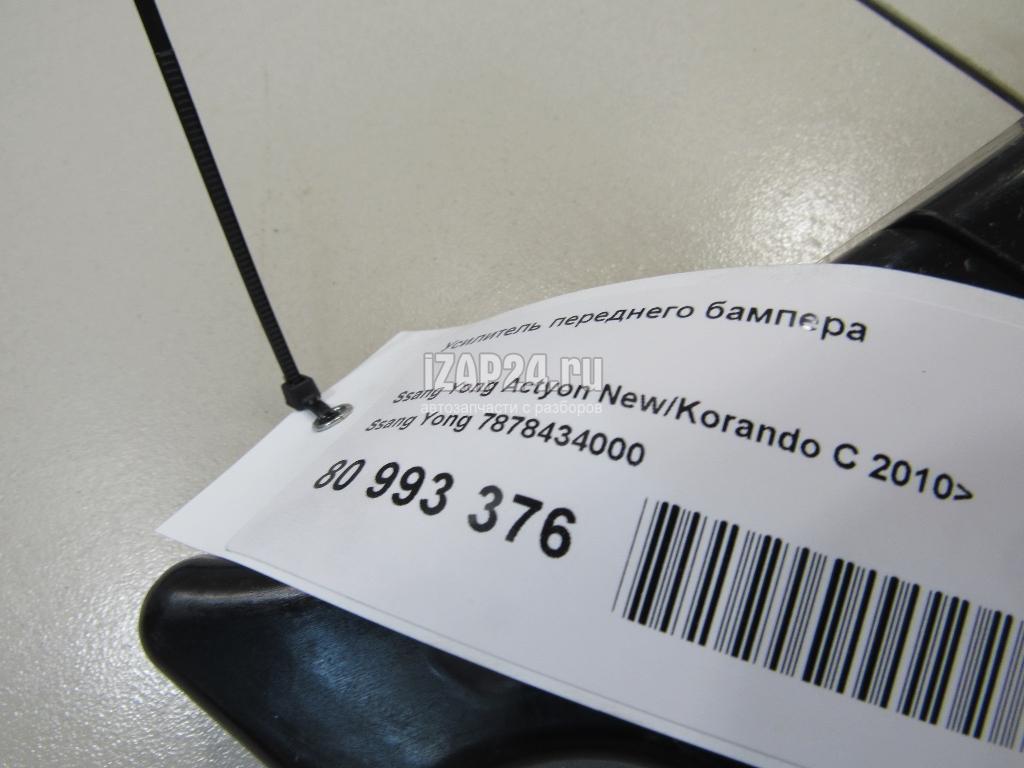 Усилитель переднего бампера
iZAP24.ru
Ssang Yong Actyon New/Korando C 2010>
автозапчасти с разборов
Ssang Yong 7878434000
80 993 376